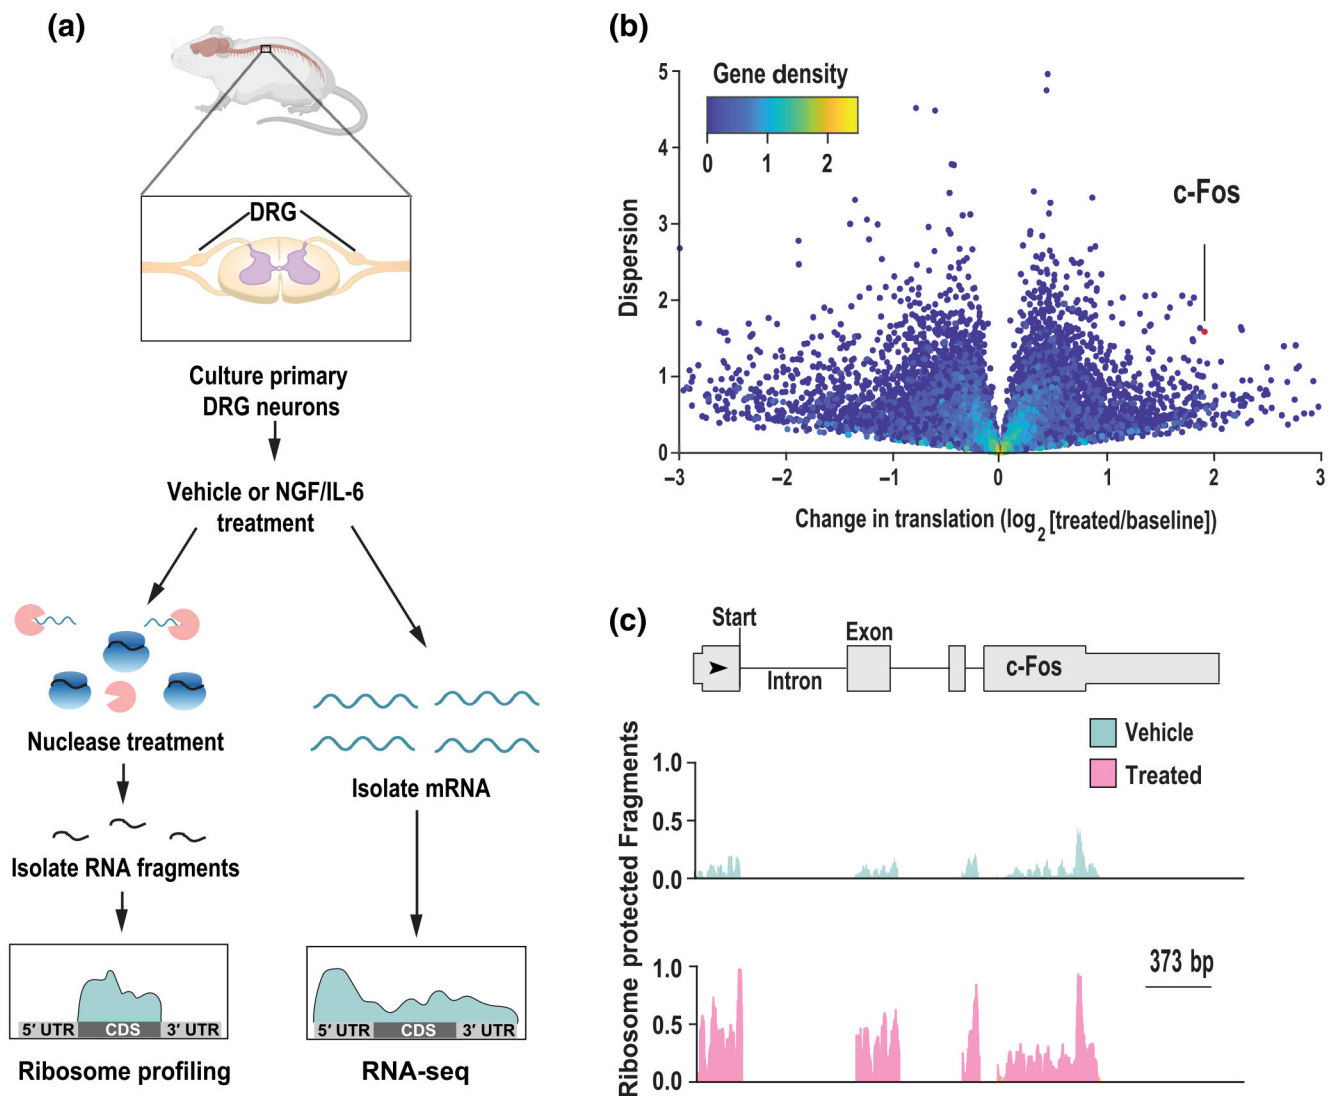 (a)
DRG
Culture primary
DRG neurons
Vehicle or NGF/IL-6
treatment
Nuclease treatment
Isolate RNA fragments
5′ UTR CDS 3′ UTR
Ribosome profiling
Isolate mRNA
5′ UTR CDS 3′ UTR
RNA-seq
(b)
Gene density
0 1 2
c-Fos
Dispersion
5
4
3
2
1
0
–3 –2 –1 0 1 2 3
Change in translation (log2 [treated/baseline])
(c)
Start
Exon
Intron
c-Fos
Vehicle
Treated
Ribosome protected Fragments
1.0
0.5
0.0
373 bp
1.0
0.5
0.0